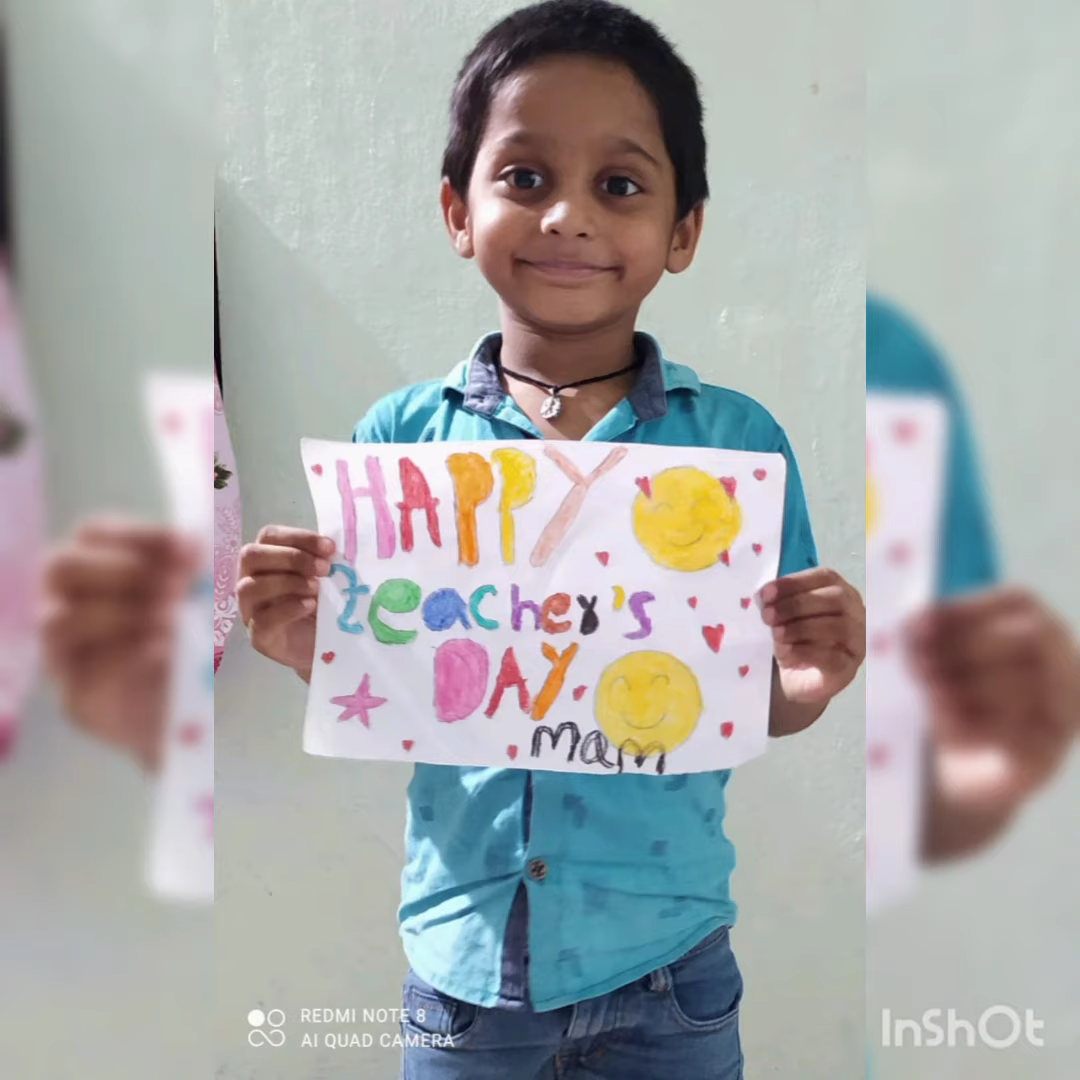 HAPPY
teacher's
DAY
mam
REDMI NOTE 8
AI QUAD CAMERA
InShOt